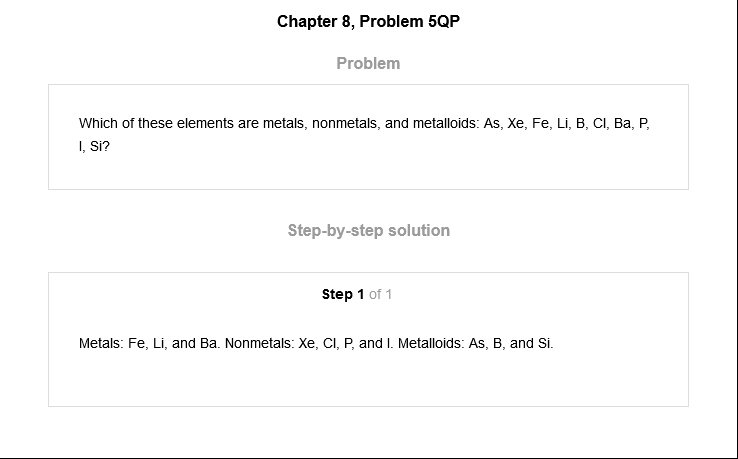 Chapter 8, Problem 5QP
Problem
Which of these elements are metals, nonmetals, and metalloids: As, Xe, Fe, Li, B, Cl, Ba, P,
I, Si?
Step-by-step solution
Step 1 of 1
Metals: Fe, Li, and Ba. Nonmetals: Xe, Cl, P, and I. Metalloids: As, B, and Si.